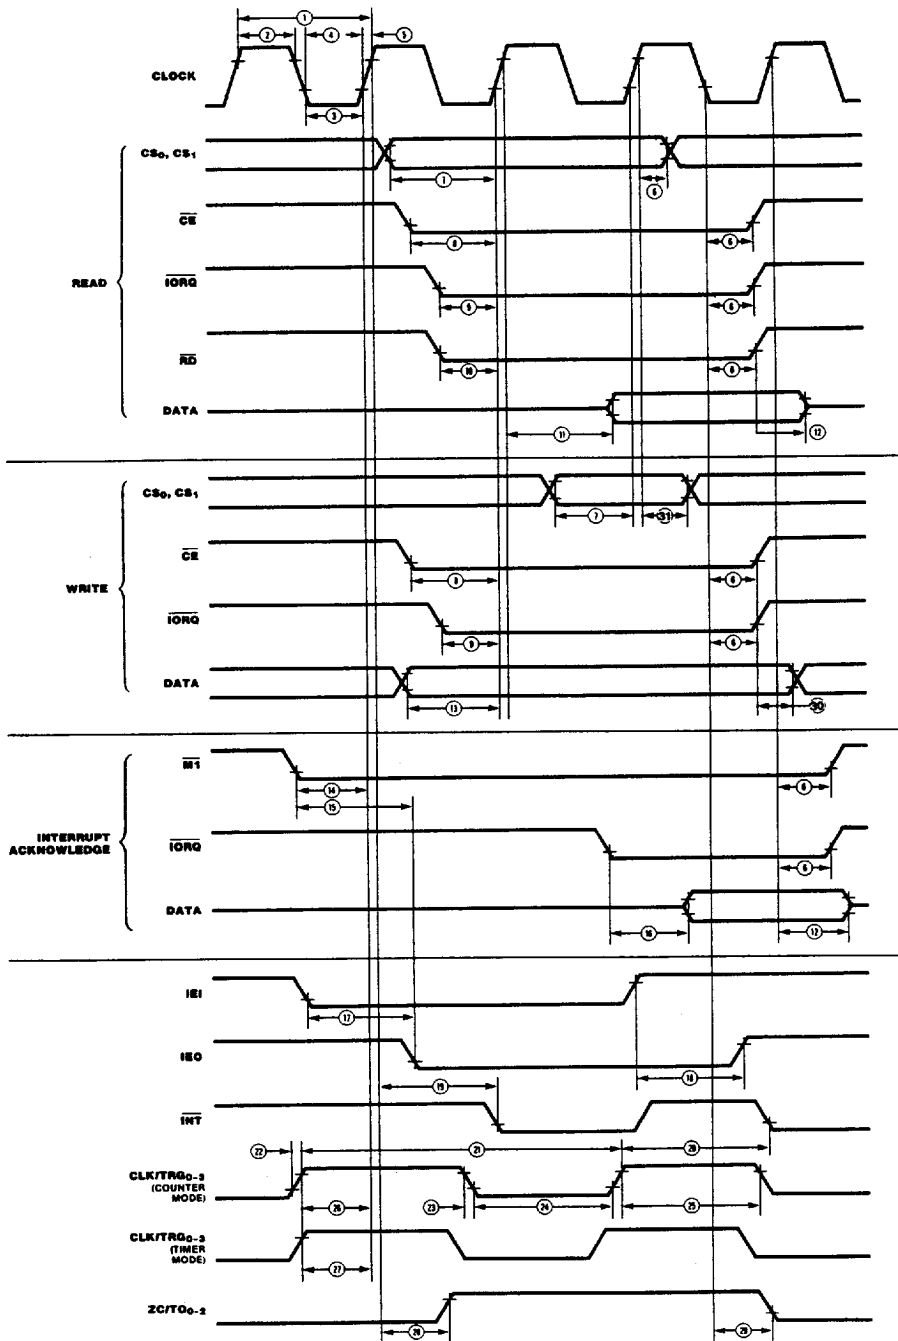 1
2 4 5
CLOCK
3
CS0, CS1
1 6
CE
8 6
READ
IORQ
9 6
RD
10 6
DATA
11 12
CS0, CS1
7 31
CE
8 6
WRITE
IORQ
9 6
DATA
13 30
M1
14 6
15
INTERRUPT
ACKNOWLEDGE
IORQ
6
DATA
16 12
IEI
17
IEO
19 18
INT
22 21 28
CLK/TRG0-3
(COUNTER
MODE)
26 23 24 25
CLK/TRG0-3
(TIMER
MODE)
27
ZC/TO0-2